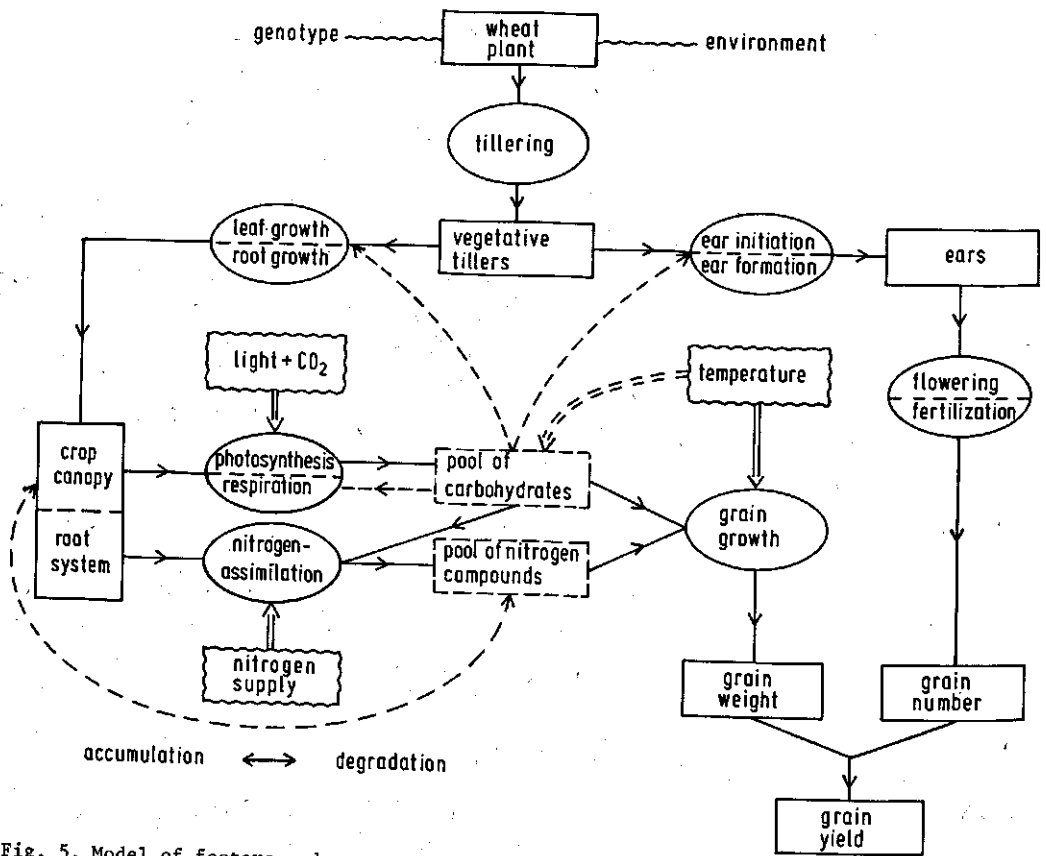 genotype
wheat
plant
environment
tillering
leaf growth
root growth
vegetative
tillers
ear initiation
ear formation
ears
light + CO₂
temperature
flowering
fertilization
crop
canopy
root
system
photosynthesis
respiration
pool of
carbohydrates
nitrogen-
assimilation
pool of nitrogen
compounds
grain
growth
nitrogen
supply
grain
weight
grain
number
accumulation ⟷ degradation
grain
yield
Fig. 5. Model of